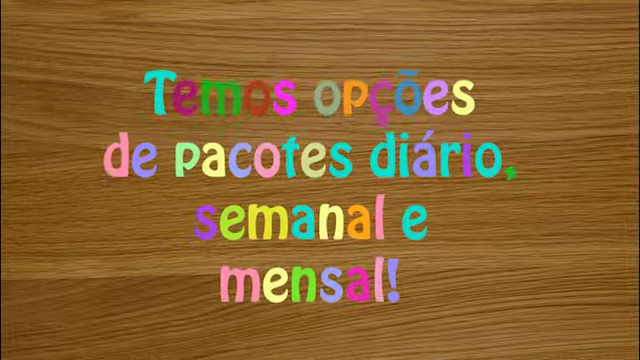 Temos opções
de pacotes diário,
semanal e
mensal!